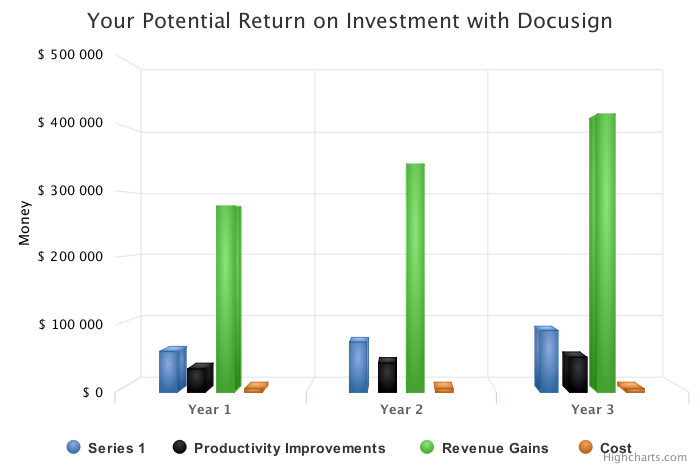 Your Potential Return on Investment with Docusign
$ 500 000
$ 400 000
$ 300 000
$ 200 000
$ 100 000
$ 0
Money
Year 1
Year 2
Year 3
Series 1
Productivity Improvements
Revenue Gains
Cost
Highcharts.com